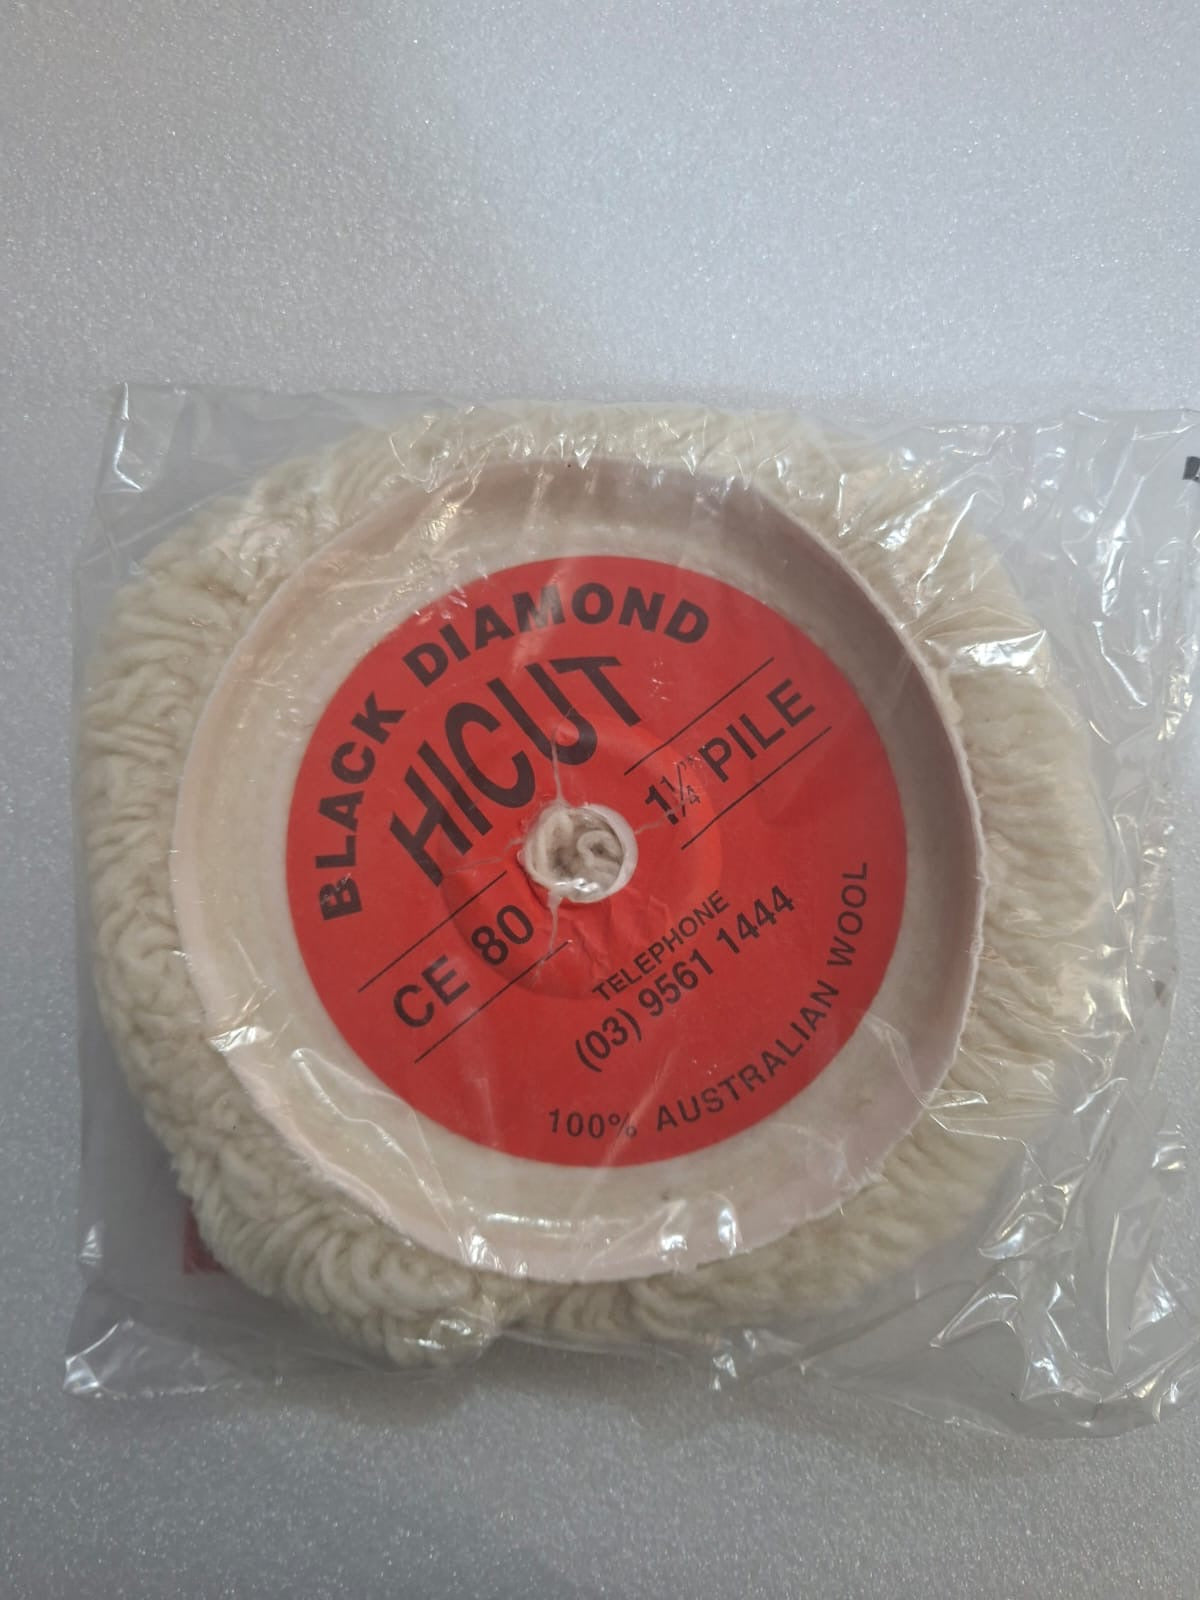 BLACK DIAMOND
HICUT
1¼" PILE
CE 80
TELEPHONE
(03) 9561 1444
100% AUSTRALIAN WOOL